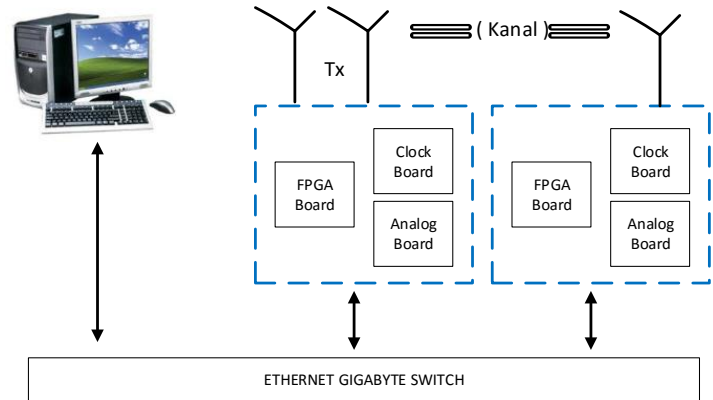 ( Kanal )
Tx
Clock
Board
FPGA
Board
Analog
Board
Clock
Board
FPGA
Board
Analog
Board
ETHERNET GIGABYTE SWITCH